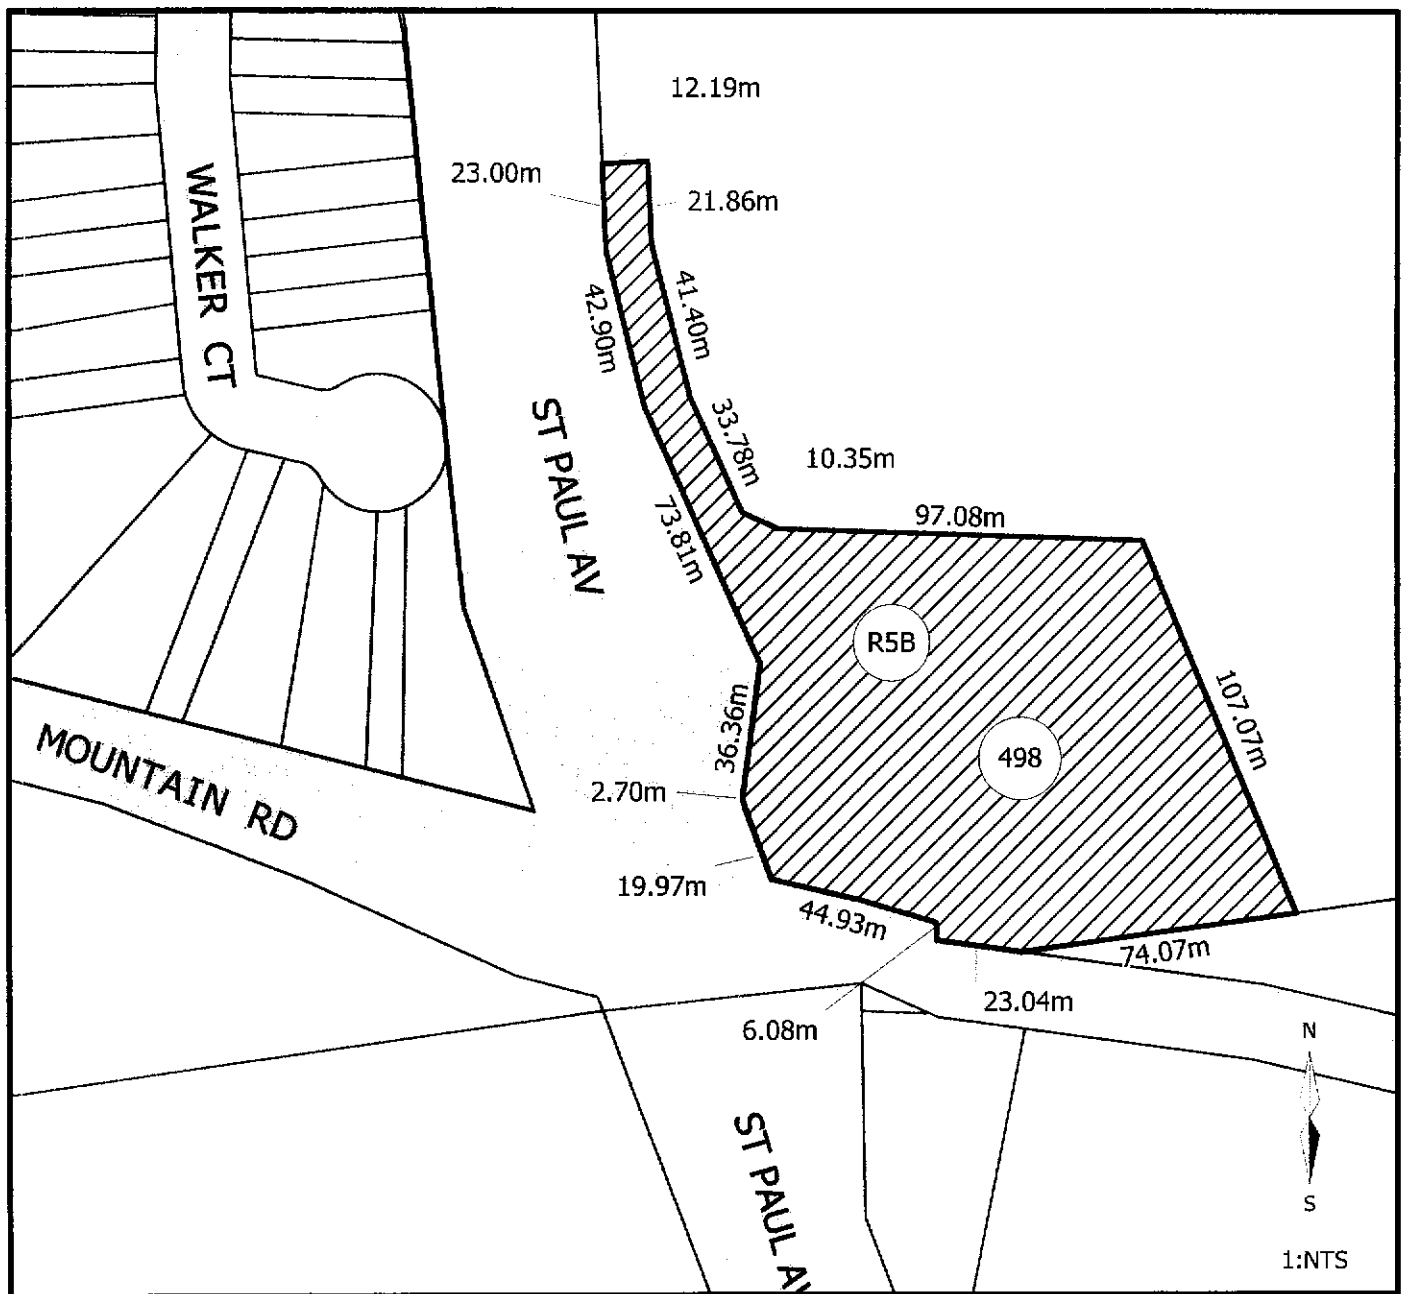 12.19m
23.00m
21.86m
WALKER CT
42.90m
41.40m
33.78m
ST PAUL AV
10.35m
73.81m
97.08m
R5B
36.36m
107.07m
MOUNTAIN RD
2.70m
498
19.97m
44.93m
74.07m
23.04m
6.08m
N
ST PAUL AV
S
1:NTS